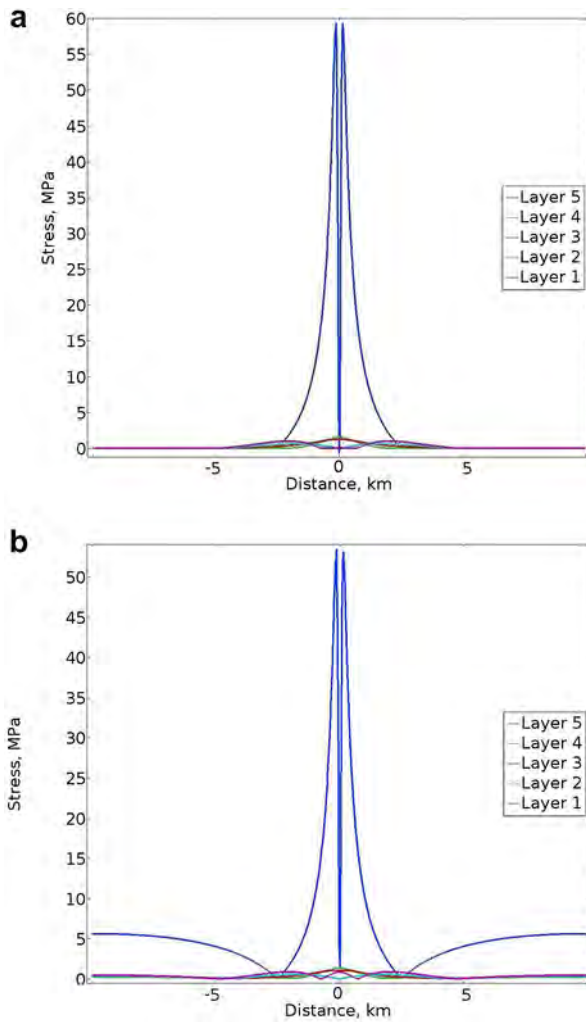 a
60
55
50
45
40
35
30
25
20
15
10
5
0
Stress, MPa
Layer 5
Layer 4
Layer 3
Layer 2
Layer 1
-5
0
5
Distance, km
b
50
45
40
35
30
25
20
15
10
5
0
Stress, MPa
Layer 5
Layer 4
Layer 3
Layer 2
Layer 1
-5
0
5
Distance, km